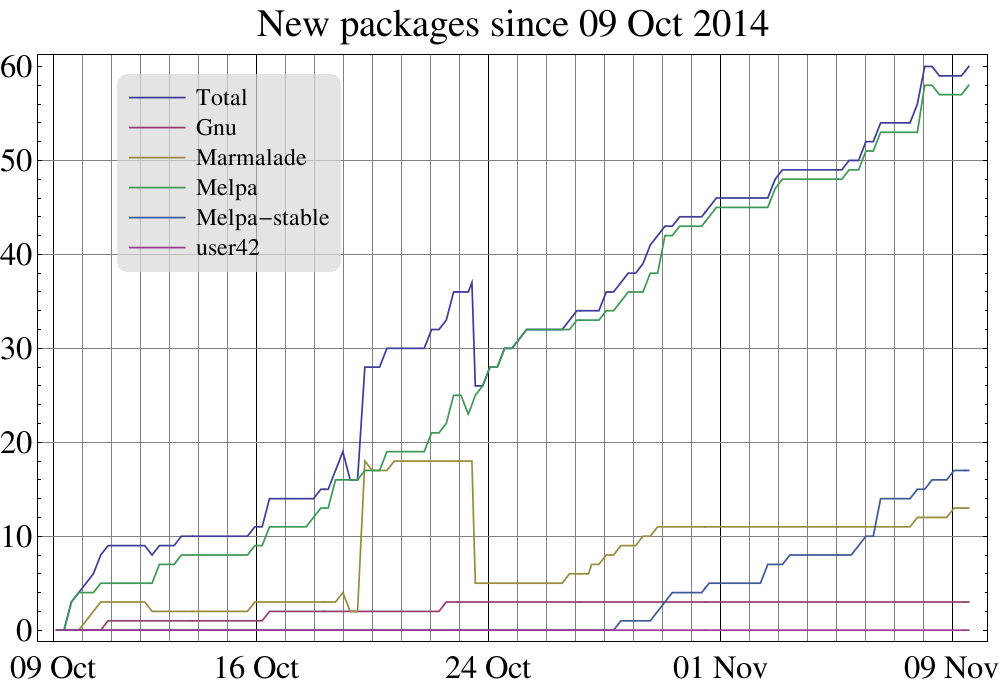 New packages since 09 Oct 2014
60
50
40
30
20
10
0
Total
Gnu
Marmalade
Melpa
Melpa-stable
user42
09 Oct 16 Oct 24 Oct 01 Nov 09 Nov